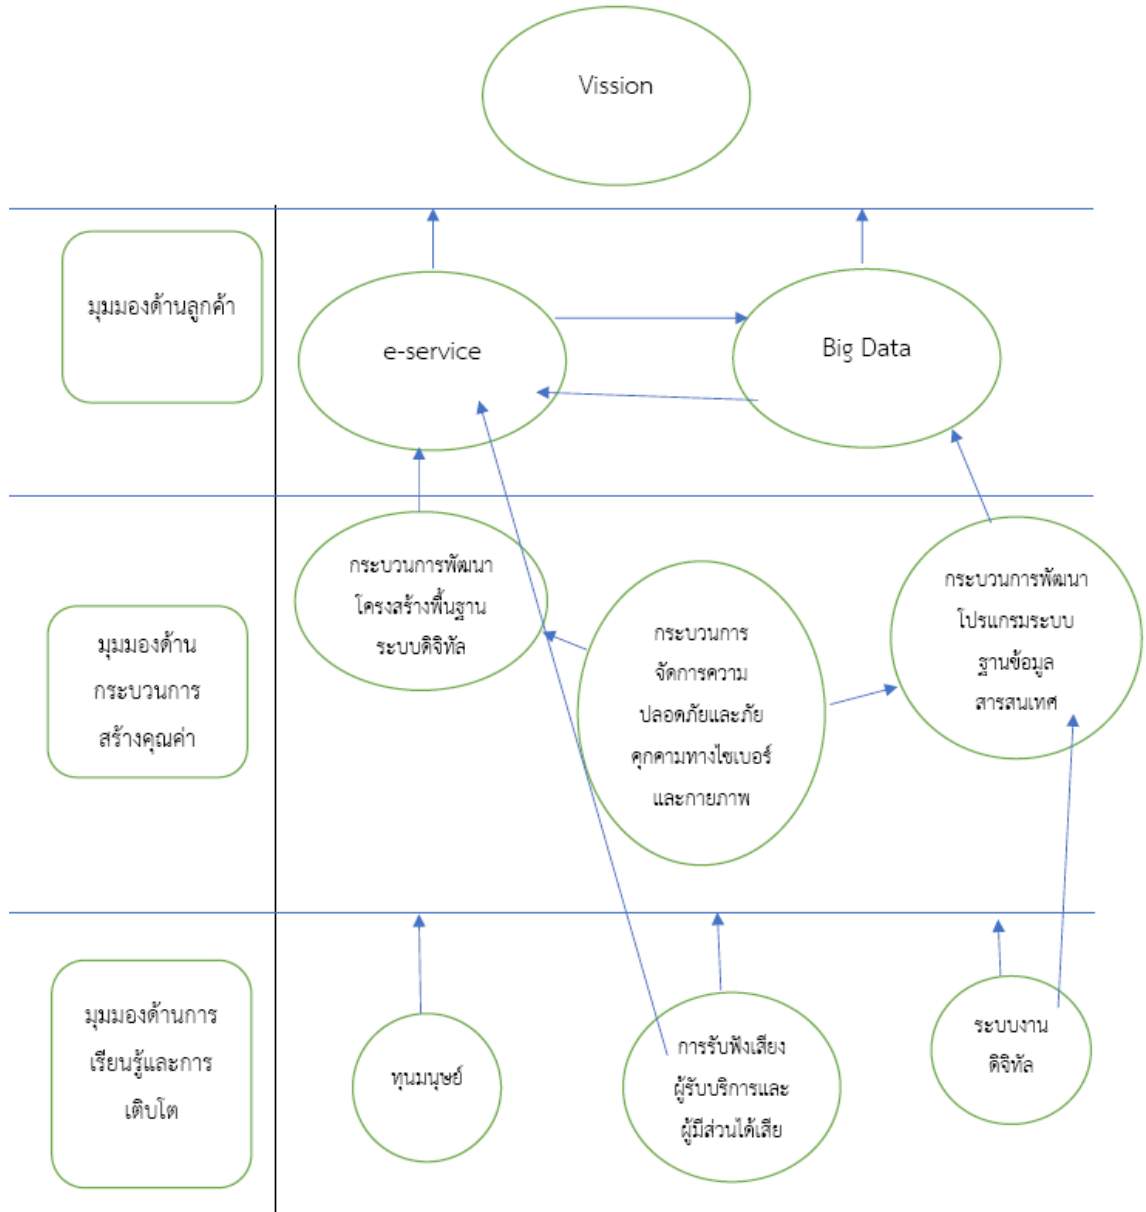 Vission
มุมมองด้านลูกค้า
e-service
Big Data
มุมมองด้าน
กระบวนการ
สร้างคุณค่า
กระบวนการพัฒนา
โครงสร้างพื้นฐาน
ระบบดิจิทัล
กระบวนการ
จัดการความ
ปลอดภัยและภัย
คุกคามทางไซเบอร์
และกายภาพ
กระบวนการพัฒนา
โปรแกรมระบบ
ฐานข้อมูล
สารสนเทศ
มุมมองด้านการ
เรียนรู้และการ
เติบโต
ทุนมนุษย์
การรับฟังเสียง
ผู้รับบริการและ
ผู้มีส่วนได้เสีย
ระบบงาน
ดิจิทัล